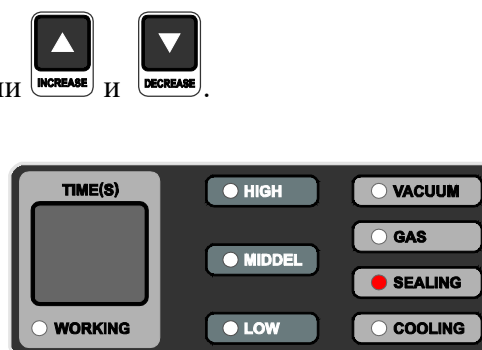 INCREASE и DECREASE.
TIME(S) HIGH VACUUM
GAS
MIDDEL
SEALING
WORKING LOW COOLING